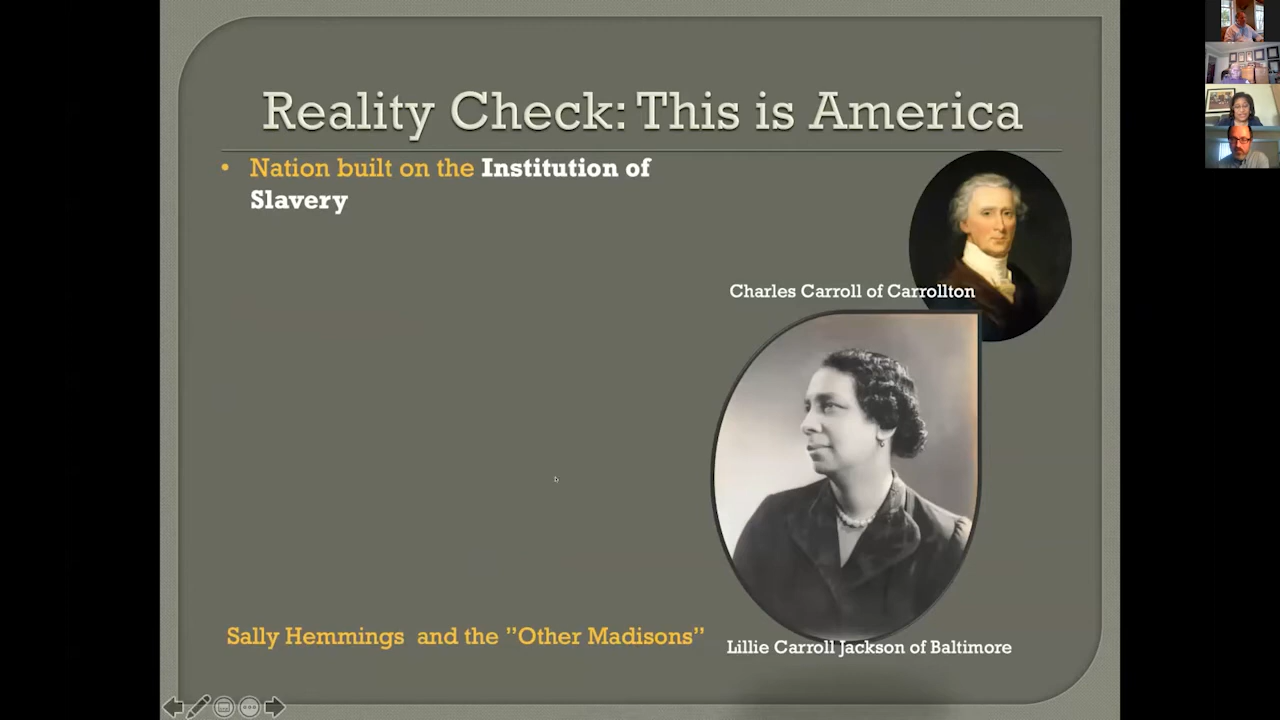 Reality Check: This is America
• Nation built on the Institution of
Slavery
Charles Carroll of Carrollton
Sally Hemmings and the ”Other Madisons”
Lillie Carroll Jackson of Baltimore